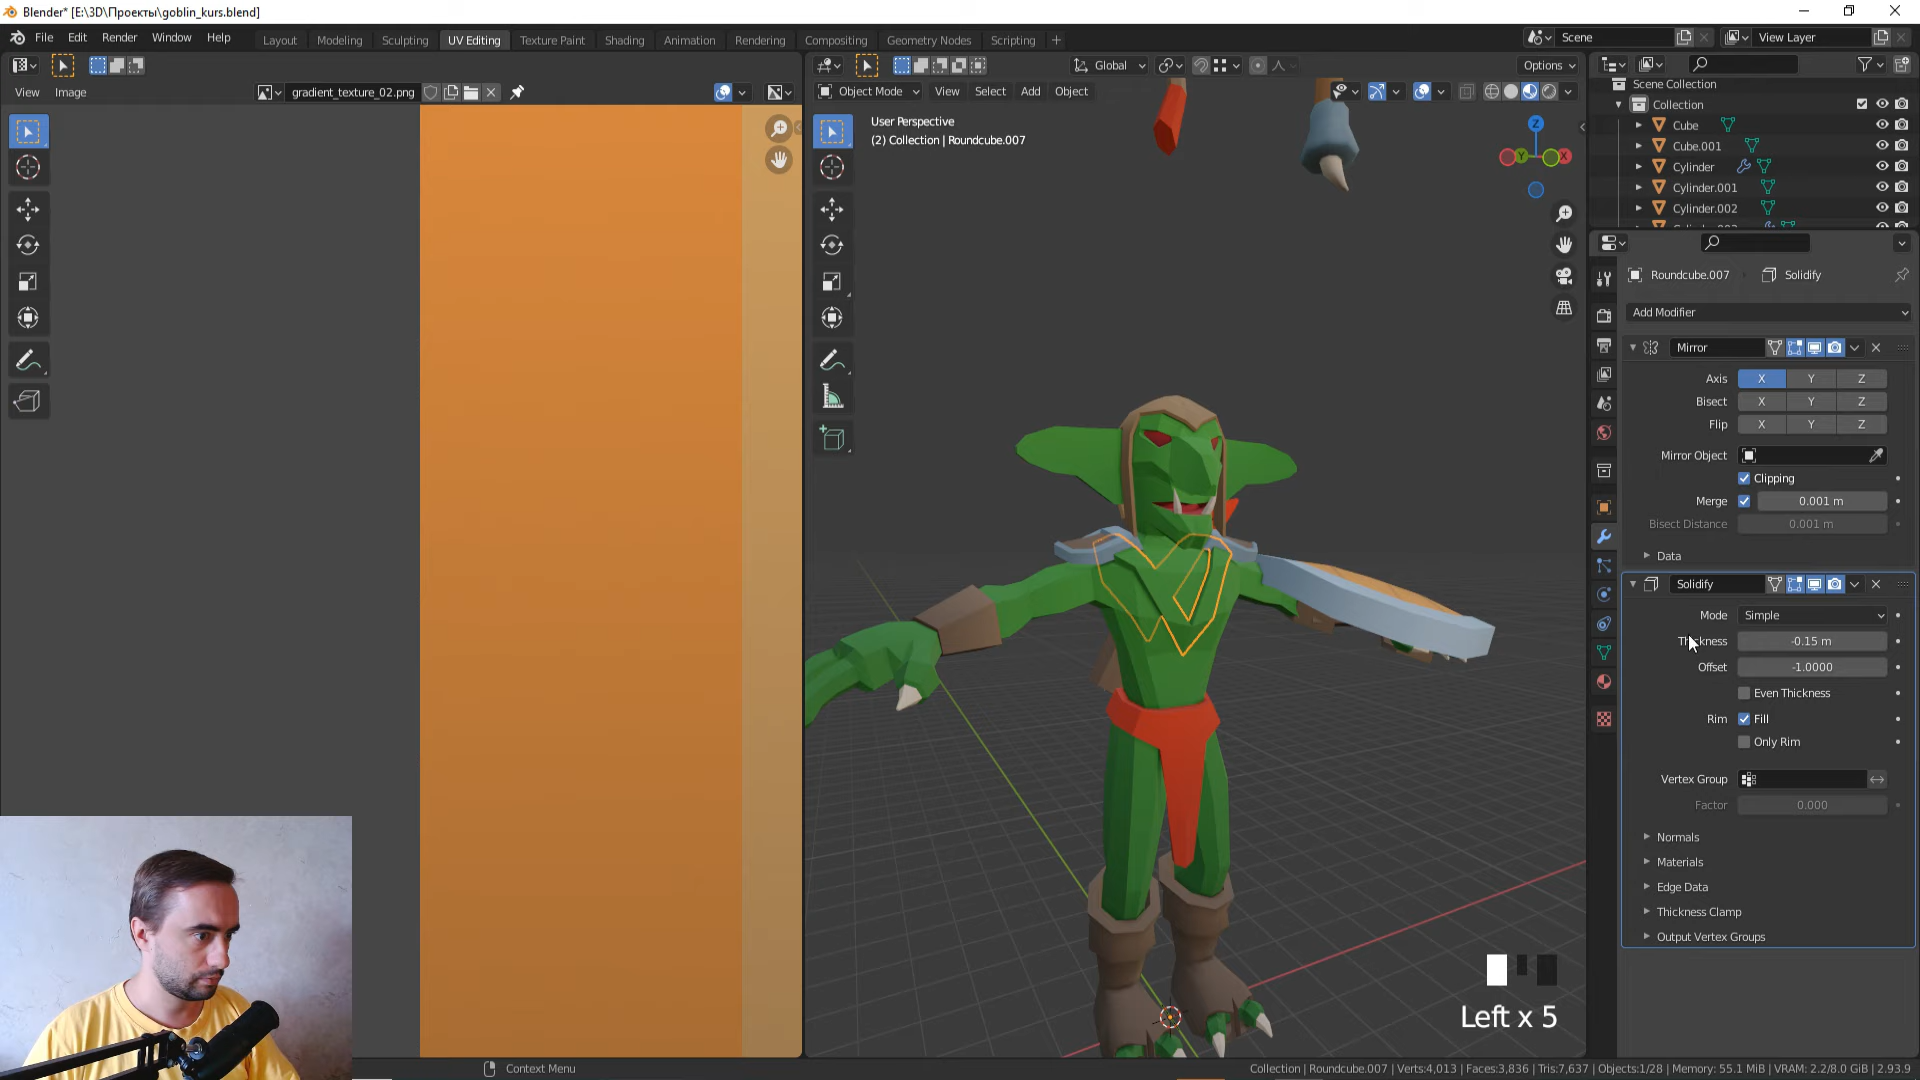 Blender* [E:\3D\Проекты\goblin_kurs.blend]
File Edit Render Window Help
Layout Modeling Sculpting UV Editing Texture Paint Shading Animation Rendering Compositing Geometry Nodes Scripting +
Scene
View Layer
Global
Options
View Image
gradient_texture_02.png
Object Mode View Select Add Object
User Perspective
(2) Collection | Roundcube.007
Z
Y
X
Scene Collection
Collection
Cube
Cube.001
Cylinder
Cylinder.001
Cylinder.002
Roundcube.007 Solidify
Add Modifier
Mirror
Axis X Y Z
Bisect X Y Z
Flip X Y Z
Mirror Object
Clipping
Merge 0.001 m
Bisect Distance 0.001 m
Data
Solidify
Mode Simple
Thickness -0.15 m
Offset -1.0000
Even Thickness
Rim Fill
Only Rim
Vertex Group
Factor 0.000
Normals
Materials
Edge Data
Thickness Clamp
Output Vertex Groups
Left x 5
Context Menu
Collection | Roundcube.007 | Verts:4,013 | Faces:3,836 | Tris:7,637 | Objects:1/28 | Memory: 55.1 MiB | VRAM: 2.2/8.0 GiB | 2.93.9